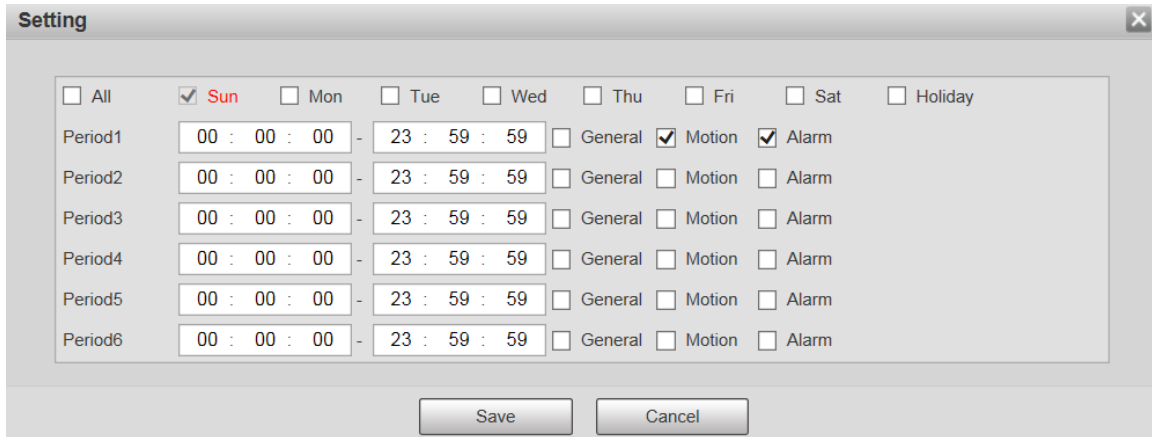 Setting
All Sun Mon Tue Wed Thu Fri Sat Holiday
Period1 00 : 00 : 00 - 23 : 59 : 59 General Motion Alarm
Period2 00 : 00 : 00 - 23 : 59 : 59 General Motion Alarm
Period3 00 : 00 : 00 - 23 : 59 : 59 General Motion Alarm
Period4 00 : 00 : 00 - 23 : 59 : 59 General Motion Alarm
Period5 00 : 00 : 00 - 23 : 59 : 59 General Motion Alarm
Period6 00 : 00 : 00 - 23 : 59 : 59 General Motion Alarm
Save Cancel